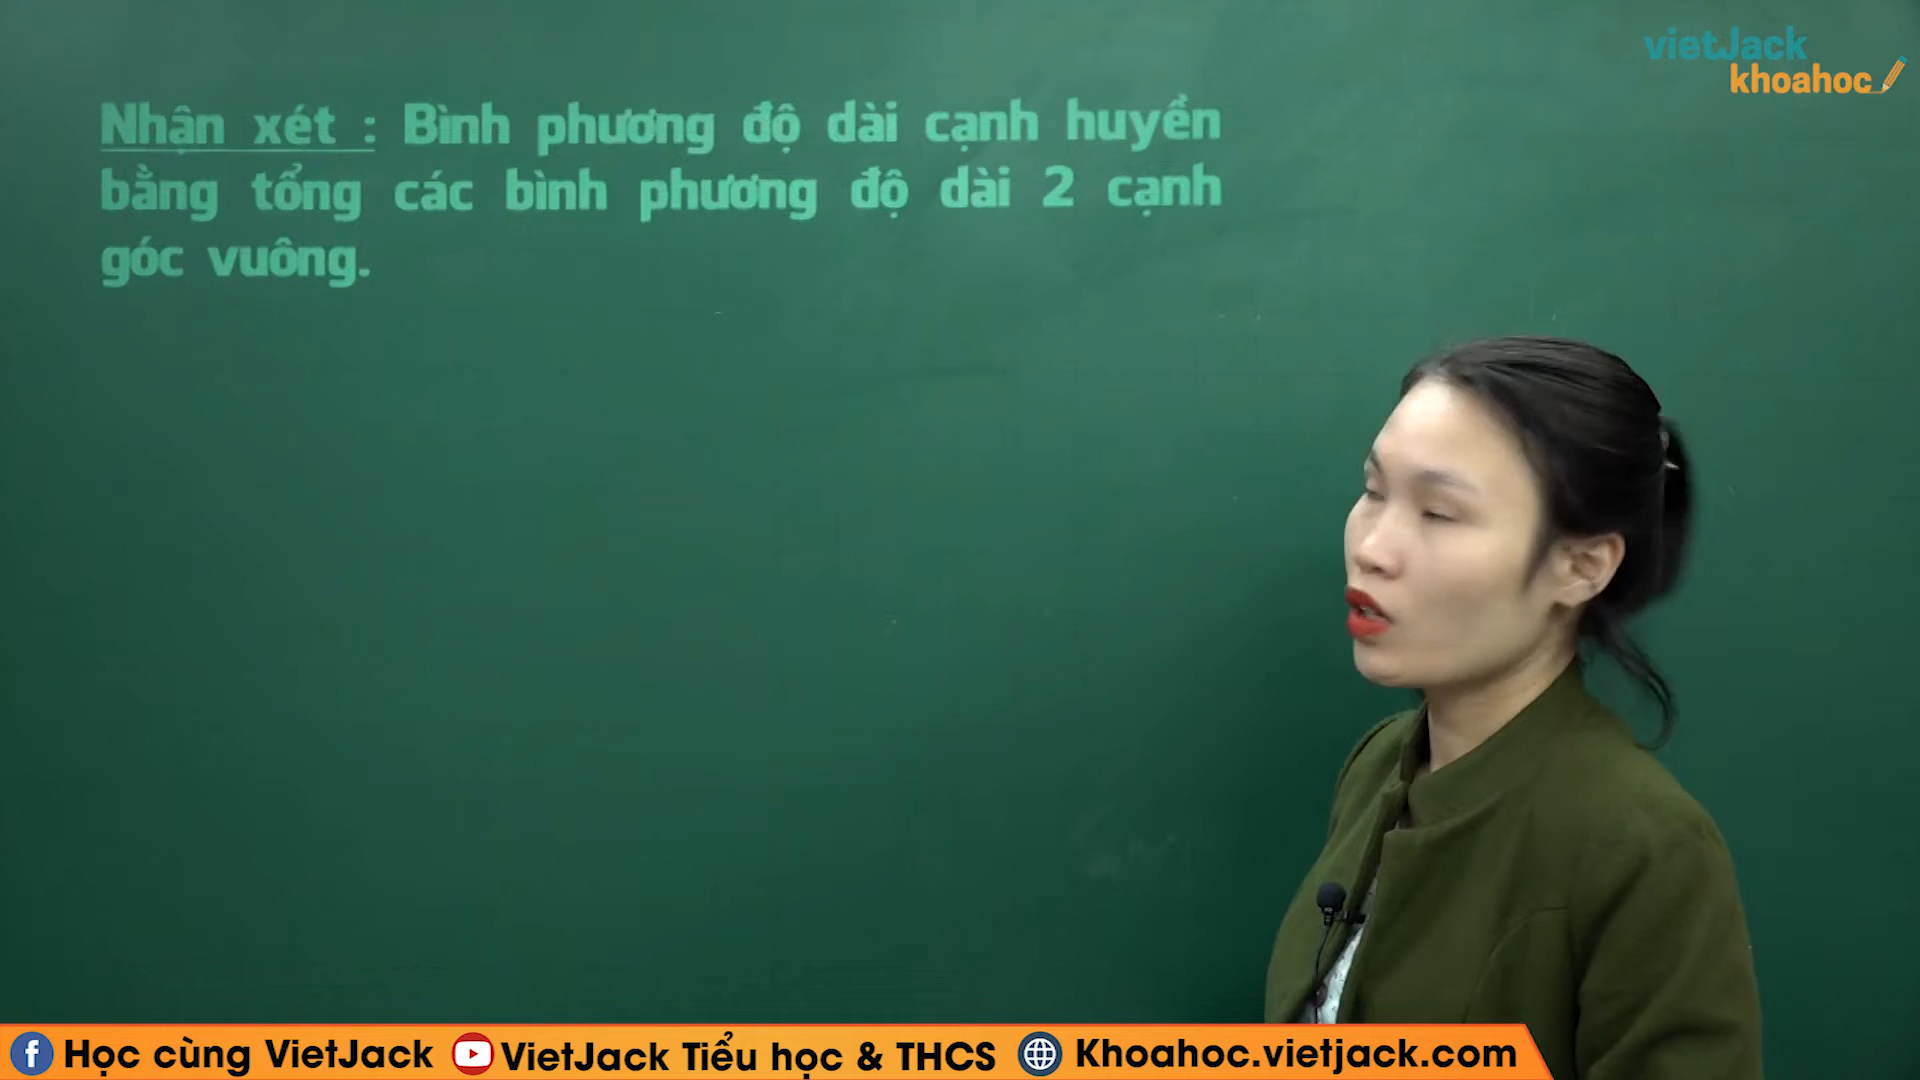 vietJack
khoahoc
Nhận xét : Bình phương độ dài cạnh huyền
bằng tổng các bình phương độ dài 2 cạnh
góc vuông.
Học cùng VietJack
VietJack Tiểu học & THCS
Khoahoc.vietjack.com